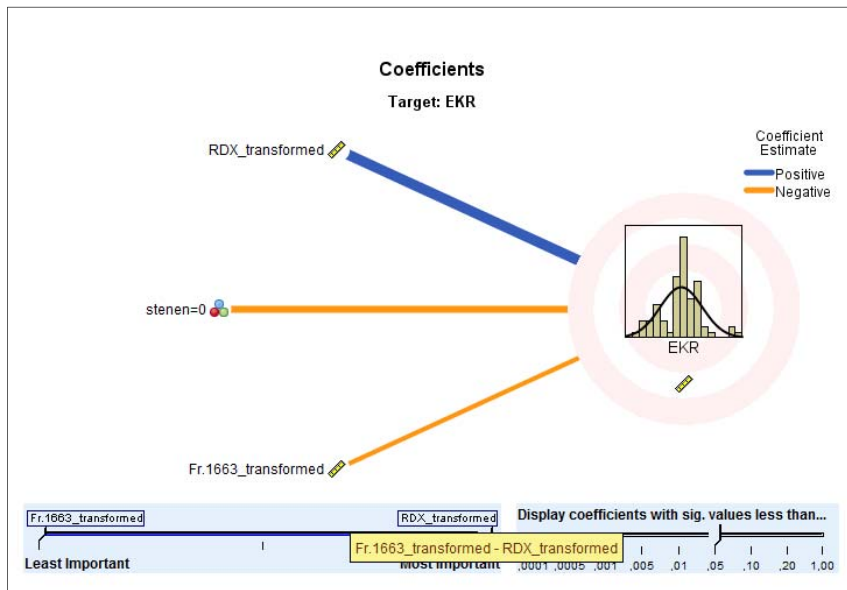 Coefficients
Target: EKR
RDX_transformed
Coefficient
Estimate
Positive
Negative
stenen=0
EKR
Fr.1663_transformed
Fr.1663_transformed RDX_transformed
Least Important Most Important
Fr.1663_transformed - RDX_transformed
Display coefficients with sig. values less than...
,0001 ,0005 ,001 ,005 ,01 ,05 ,10 ,20 1,00